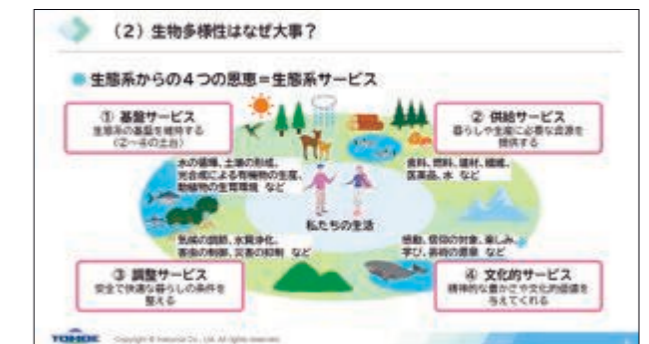 （2）生物多様性はなぜ大事？
生態系からの4つの恩恵＝生態系サービス
① 基盤サービス
生態系の基盤を維持する
（②～④の土台）
② 供給サービス
暮らしや生産に必要な資源を
提供する
水の循環、土壌の形成、
光合成による有機物の生産、
動植物の生育環境 など
食料、燃料、建材、繊維、
医薬品、水 など
私たちの生活
気候の調節、水質浄化、
害虫の制御、災害の抑制 など
感動、信仰の対象、楽しみ、
学び、芸術の題材 など
③ 調整サービス
安全で快適な暮らしの条件を
整える
④ 文化的サービス
精神的な豊かさや文化的価値を
与えてくれる
Co., Ltd. All rights reserved.